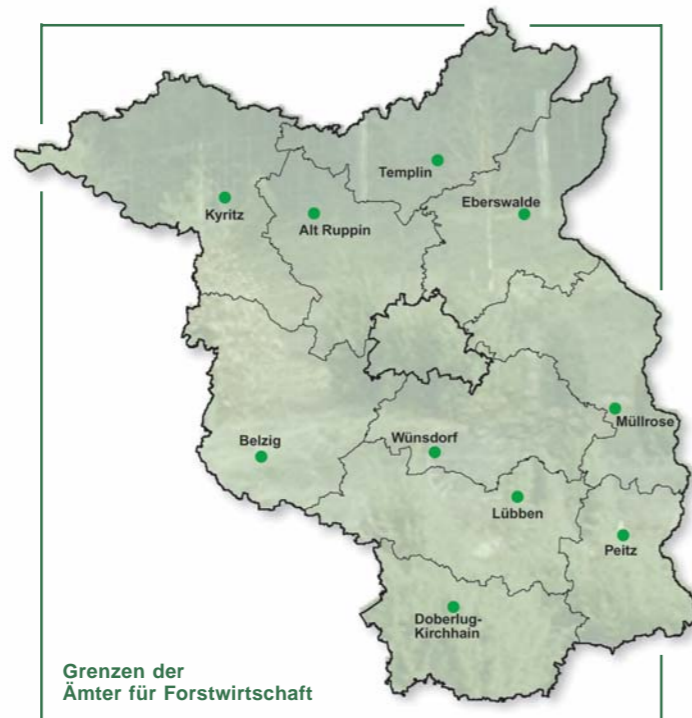 Templin
Eberswalde
Kyritz
Alt Ruppin
Müllrose
Belzig
Wünsdorf
Lübben
Peitz
Doberlug-
Kirchhain
Grenzen der
Ämter für Forstwirtschaft